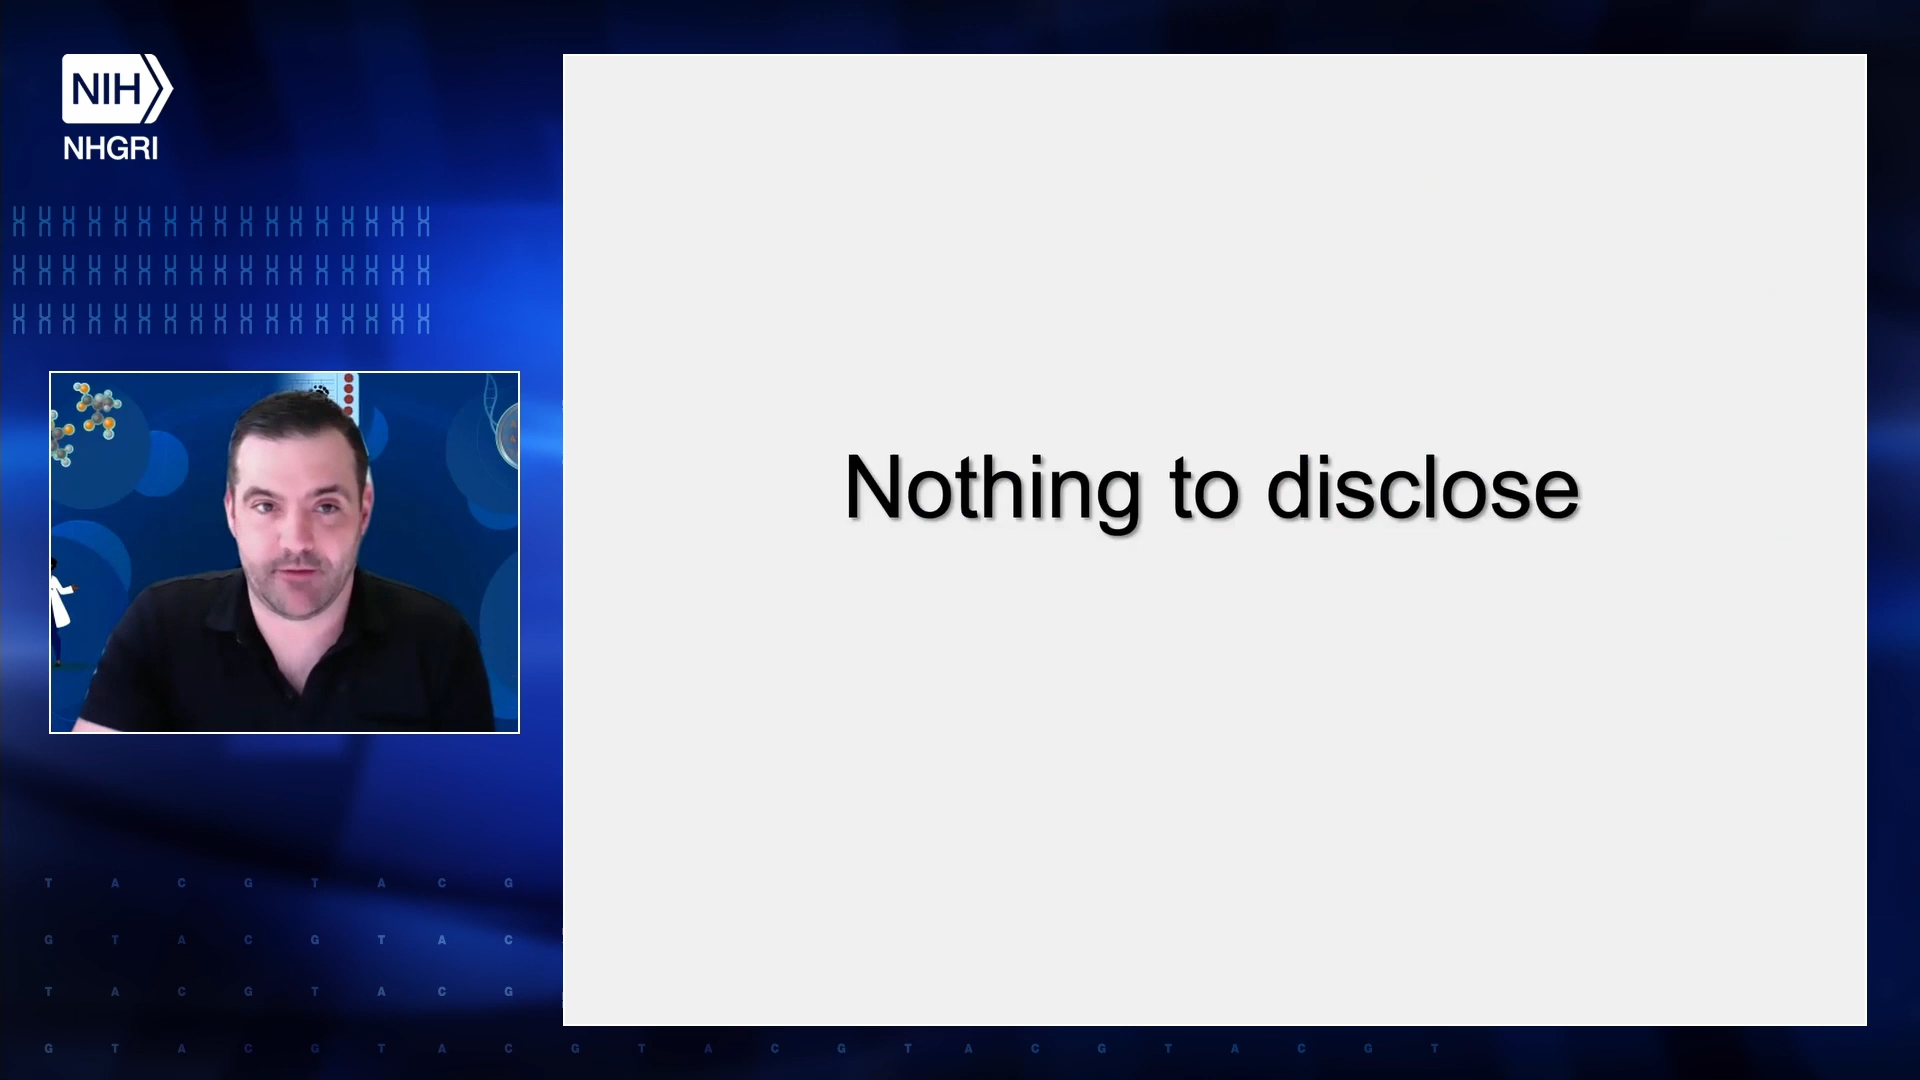 NIH
NHGRI
Nothing to disclose
T A C G T A C G
G T A C G T A C
T A C G T A C G
G T A C G T A C G T A C G T A C G T A C G T